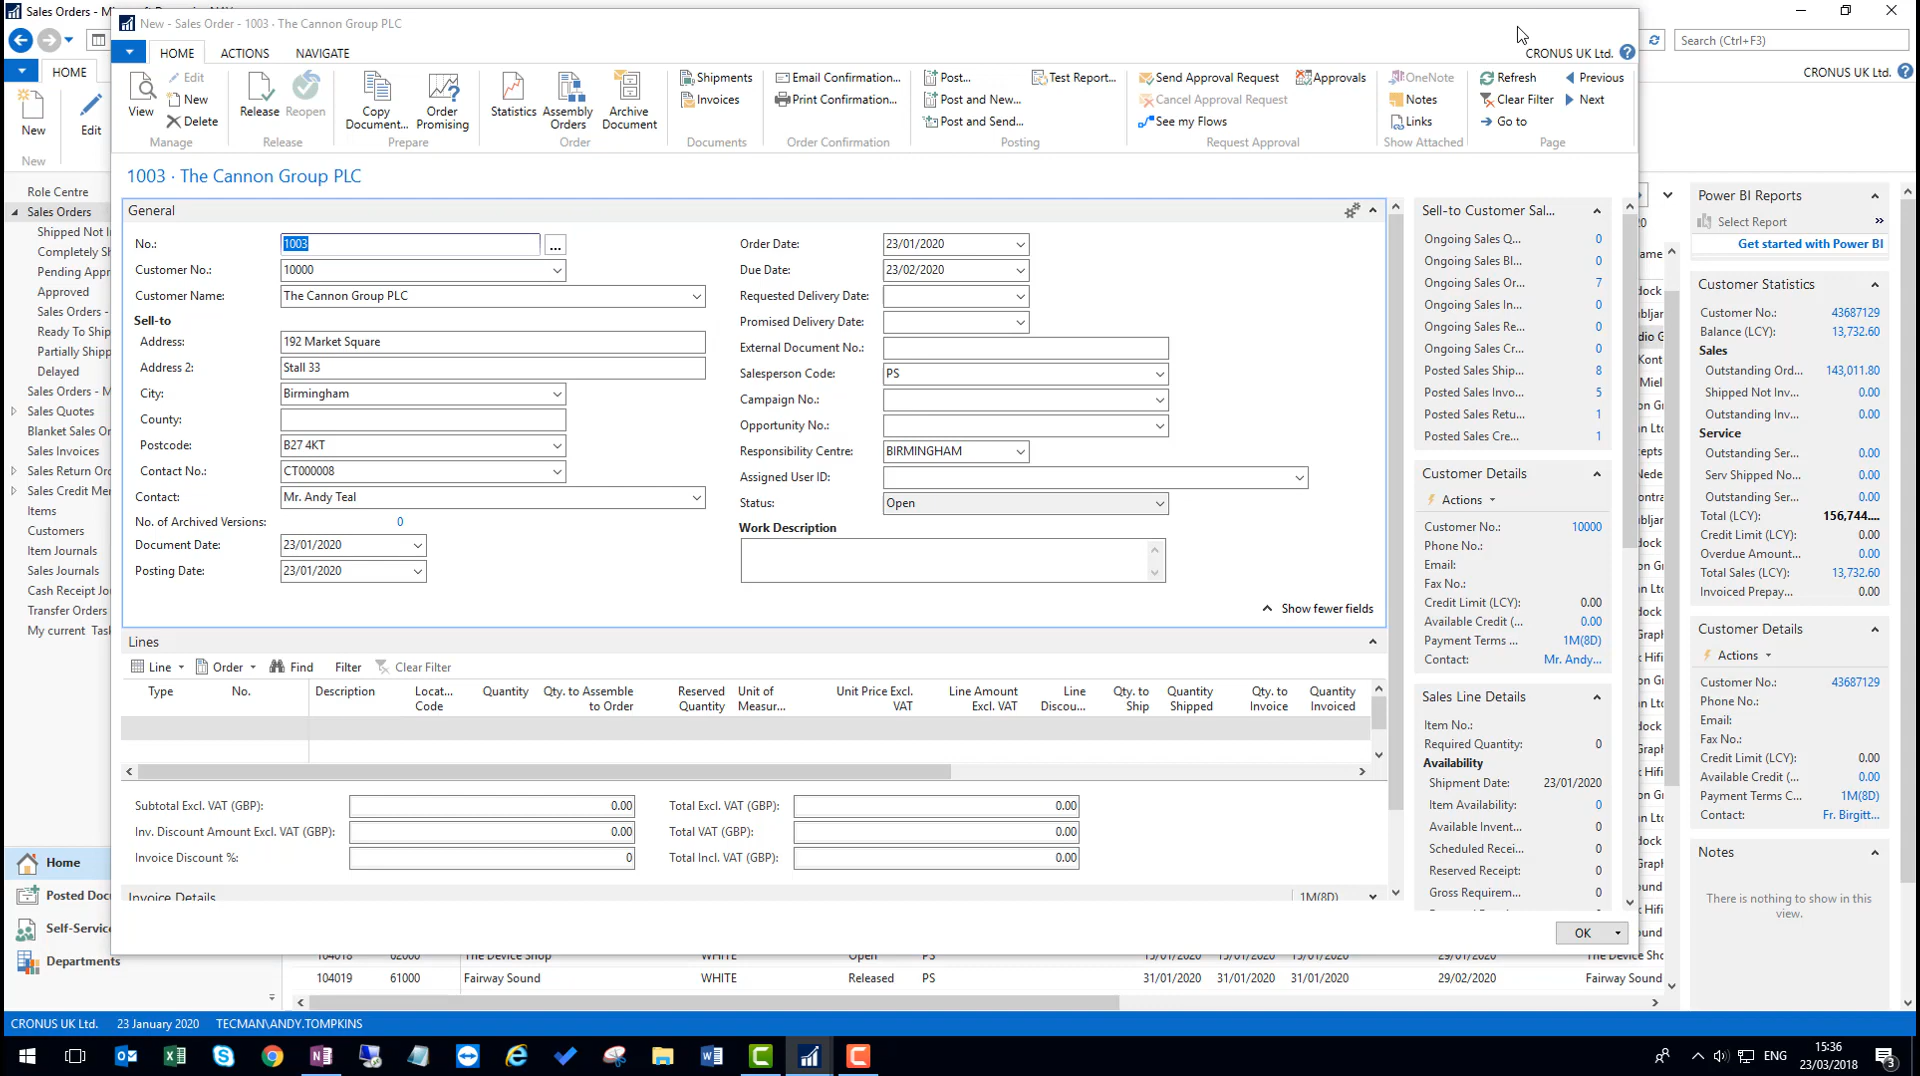 New - Sales Order - 1003 · The Cannon Group PLC
Search (Ctrl+F3)
HOME
ACTIONS
NAVIGATE
CRONUS UK Ltd.
HOME
CRONUS UK Ltd.
View
Edit
New
Delete
Manage
Release
Reopen
Release
Copy Document...
Order Promising
Prepare
Statistics
Assembly Orders
Archive Document
Order
Shipments
Invoices
Documents
Email Confirmation...
Print Confirmation...
Order Confirmation
Post...
Post and New...
Post and Send...
Test Report...
Posting
Send Approval Request
Cancel Approval Request
See my Flows
Approvals
Request Approval
OneNote
Notes
Links
Show Attached
Refresh
Clear Filter
Go to
Previous
Next
Page
New
Edit
New
Role Centre
Sales Orders
Shipped Not
Completely
Pending Appr
Approved
Sales Orders -
Ready To Ship
Partially Shipp
Delayed
Sales Orders - M
Sales Quotes
Blanket Sales Or
Sales Invoices
Sales Return
Sales Credit
Items
Customers
Item Journals
Sales Journals
Cash Receipt
Transfer Orders
My current Task
Home
Posted
Self-Service
Departments
1003 · The Cannon Group PLC
General
No.: 1003
Customer No.: 10000
Customer Name: The Cannon Group PLC
Sell-to
Address: 192 Market Square
Address 2: Stall 33
City: Birmingham
County:
Postcode: B27 4KT
Contact No.: CT000008
Contact: Mr. Andy Teal
No. of Archived Versions: 0
Document Date: 23/01/2020
Posting Date: 23/01/2020
Order Date: 23/01/2020
Due Date: 23/02/2020
Requested Delivery Date:
Promised Delivery Date:
External Document No.:
Salesperson Code: PS
Campaign No.:
Opportunity No.:
Responsibility Centre: BIRMINGHAM
Assigned User ID:
Status: Open
Work Description
Show fewer fields
Lines
Line Order Find Filter Clear Filter
Type No. Description Locat... Code Quantity Qty. to Assemble to Order Reserved Quantity Unit of Measur... Unit Price Excl. VAT Line Amount Excl. VAT Line Discou... Qty. to Ship Quantity Shipped Qty. to Invoice Quantity Invoiced
Subtotal Excl. VAT (GBP): 0.00
Inv. Discount Amount Excl. VAT (GBP): 0.00
Invoice Discount %: 0
Total Excl. VAT (GBP): 0.00
Total VAT (GBP): 0.00
Total Incl. VAT (GBP): 0.00
Invoice Details 1M(8D)
Sell-to Customer Sal...
Ongoing Sales Q... 0
Ongoing Sales Bl... 0
Ongoing Sales Or... 7
Ongoing Sales In... 0
Ongoing Sales Re... 0
Ongoing Sales Cr... 0
Posted Sales Ship... 8
Posted Sales Invo... 5
Posted Sales Retu... 1
Posted Sales Cre... 1
Customer Details
Actions
Customer No.: 10000
Phone No.:
Email:
Fax No.:
Credit Limit (LCY): 0.00
Available Credit (... 0.00
Payment Terms ... 1M(8D)
Contact: Mr. Andy...
Sales Line Details
Item No.:
Required Quantity: 0
Availability
Shipment Date: 23/01/2020
Item Availability: 0
Available Invent... 0
Scheduled Recei... 0
Reserved Receipt: 0
Gross Requirem... 0
OK
Power BI Reports
Select Report
Get started with Power BI
Customer Statistics
Customer No.: 43687129
Balance (LCY): 13,732.60
Sales
Outstanding Ord... 143,011.80
Shipped Not Inv... 0.00
Outstanding Inv... 0.00
Service
Outstanding Ser... 0.00
Serv Shipped No... 0.00
Outstanding Ser... 0.00
Total (LCY): 156,744....
Credit Limit (LCY): 0.00
Overdue Amount... 0.00
Total Sales (LCY): 13,732.60
Invoiced Prepay... 0.00
Customer Details
Actions
Customer No.: 43687129
Phone No.:
Email:
Fax No.:
Credit Limit (LCY): 0.00
Available Credit (... 0.00
Payment Terms C... 1M(8D)
Contact: Fr. Birgitt...
Notes
There is nothing to show in this view.
104018 62000 The Device Shop WHITE Open PS 15/01/2020 15/01/2020 15/01/2020 29/01/2020
104019 61000 Fairway Sound WHITE Released PS 31/01/2020 31/01/2020 31/01/2020 29/02/2020 Fairway Sound
CRONUS UK Ltd. 23 January 2020 TECMAN\ANDY.TOMPKINS
ENG
15:36
23/03/2018
3